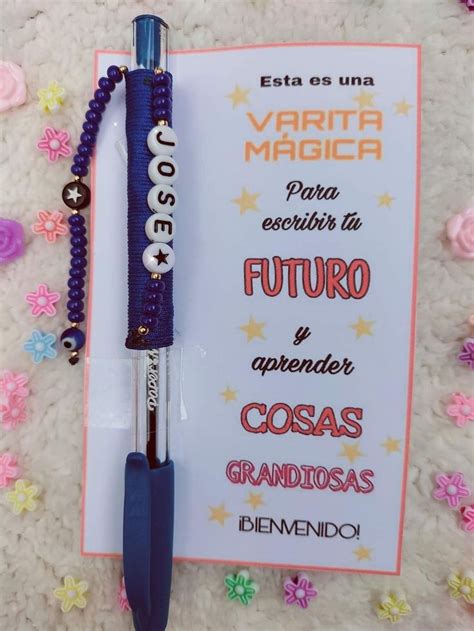 JOSE
Esta es una
VARITA
MÁGICA
Para
escribir tu
FUTURO
y
aprender
COSAS
GRANDIOSAS
¡BIENVENIDO!